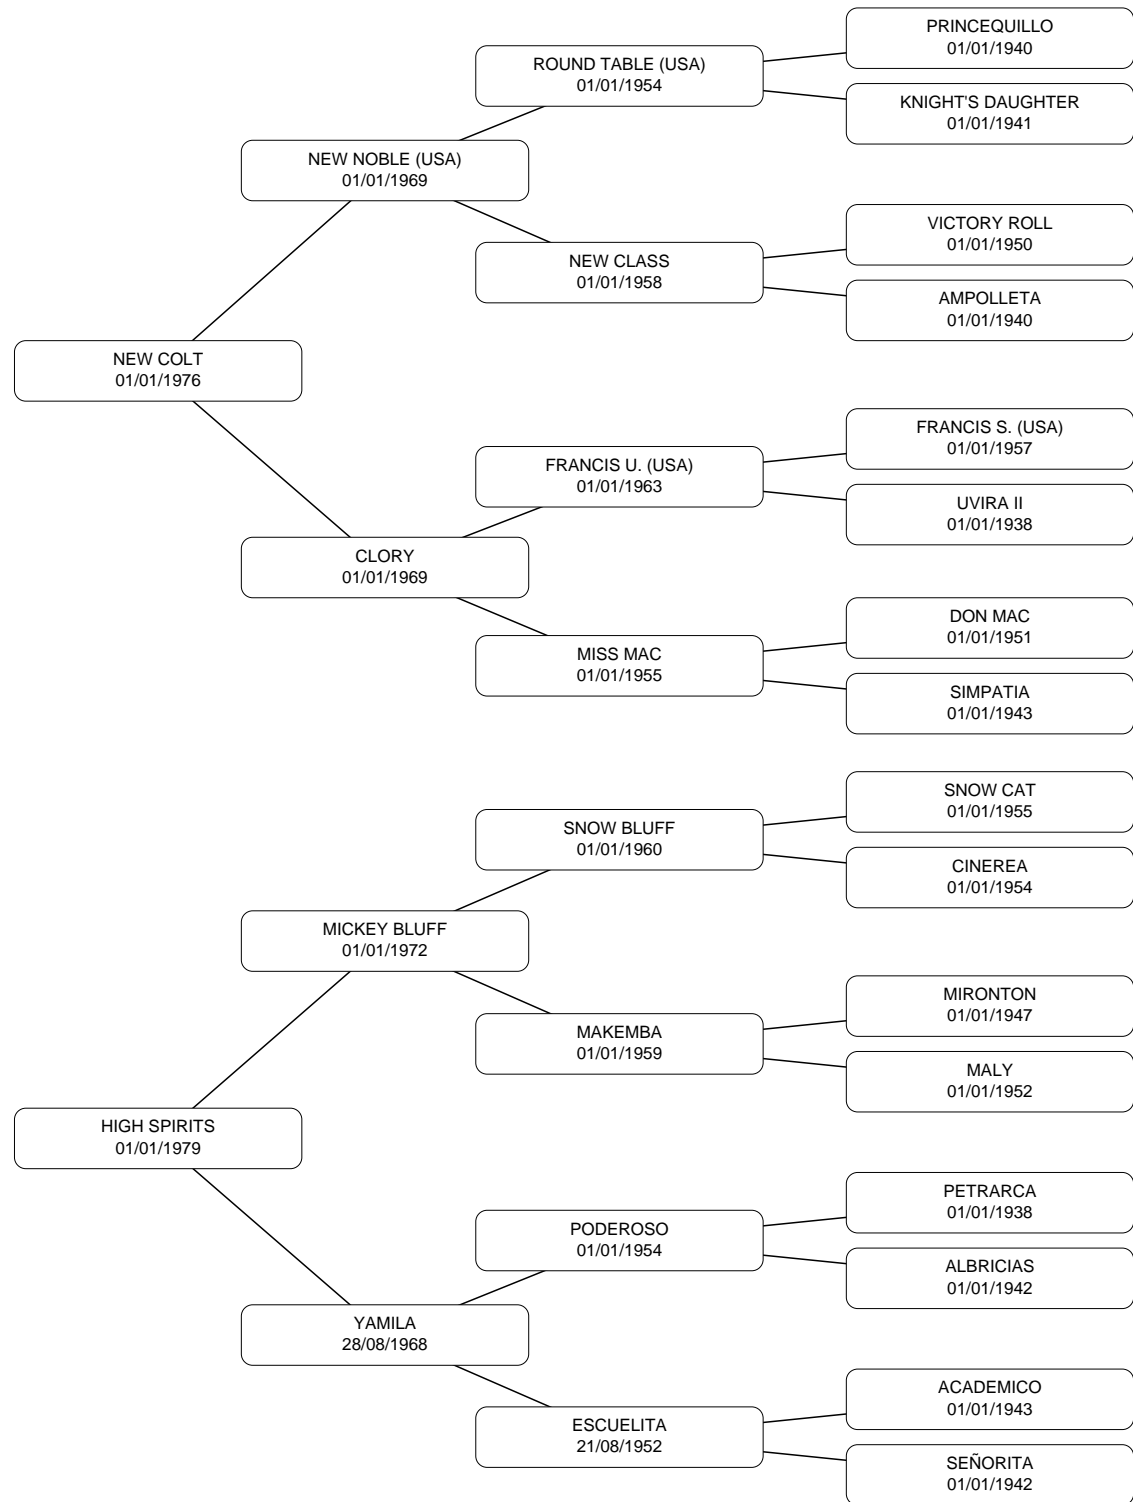 PRINCEQUILLO
01/01/1940
ROUND TABLE (USA)
01/01/1954
KNIGHT'S DAUGHTER
01/01/1941
NEW NOBLE (USA)
01/01/1969
VICTORY ROLL
01/01/1950
NEW CLASS
01/01/1958
AMPOLLETA
01/01/1940
NEW COLT
01/01/1976
FRANCIS S. (USA)
01/01/1957
FRANCIS U. (USA)
01/01/1963
UVIRA II
01/01/1938
CLORY
01/01/1969
DON MAC
01/01/1951
MISS MAC
01/01/1955
SIMPATIA
01/01/1943
SNOW CAT
01/01/1955
SNOW BLUFF
01/01/1960
CINEREA
01/01/1954
MICKEY BLUFF
01/01/1972
MIRONTON
01/01/1947
MAKEMBA
01/01/1959
MALY
01/01/1952
HIGH SPIRITS
01/01/1979
PETRARCA
01/01/1938
PODEROSO
01/01/1954
ALBRICIAS
01/01/1942
YAMILA
28/08/1968
ACADEMICO
01/01/1943
ESCUELITA
21/08/1952
SEÑORITA
01/01/1942